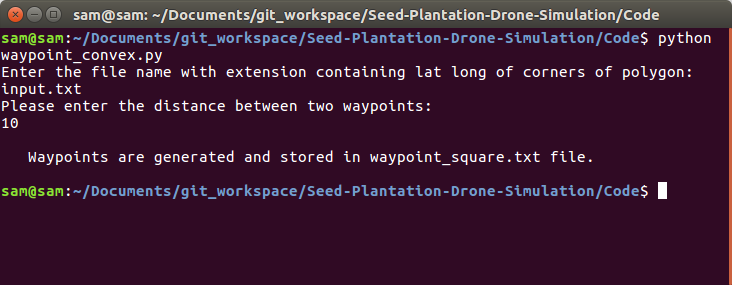 sam@sam: ~/Documents/git_workspace/Seed-Plantation-Drone-Simulation/Code
sam@sam:~/Documents/git_workspace/Seed-Plantation-Drone-Simulation/Code$ python
waypoint_convex.py
Enter the file name with extension containing lat long of corners of polygon:
input.txt
Please enter the distance between two waypoints:
10
Waypoints are generated and stored in waypoint_square.txt file.
sam@sam:~/Documents/git_workspace/Seed-Plantation-Drone-Simulation/Code$